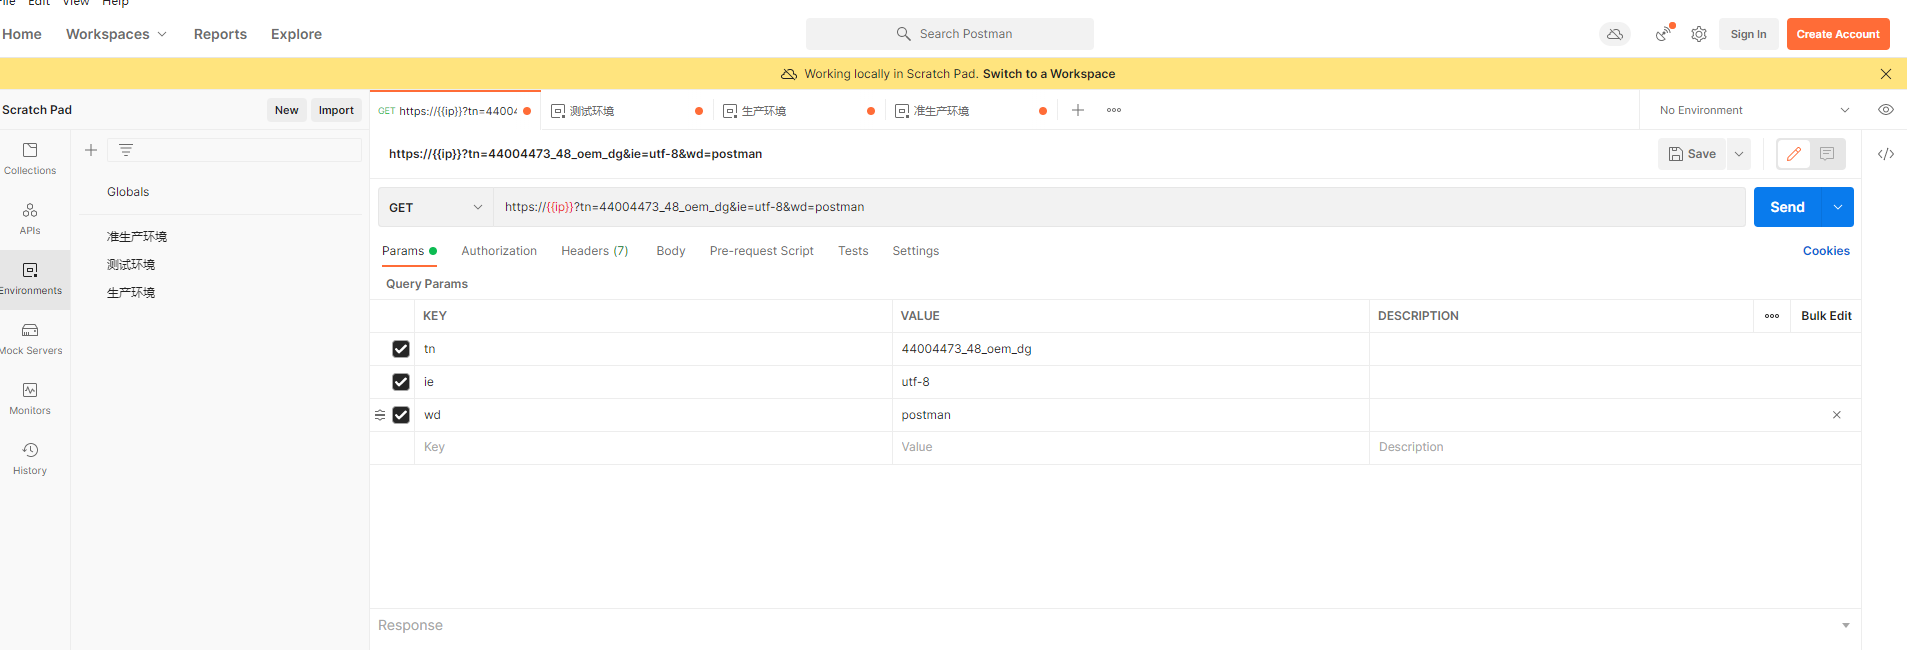 File Edit View Help
Home Workspaces Reports Explore Search Postman Sign In Create Account
Working locally in Scratch Pad. Switch to a Workspace
Scratch Pad New Import GET https://{{ip}}?tn=44004 测试环境 生产环境 准生产环境 No Environment
https://{{ip}}?tn=44004473_48_oem_dg&ie=utf-8&wd=postman Save
Collections
Globals
GET https://{{ip}}?tn=44004473_48_oem_dg&ie=utf-8&wd=postman Send
APIs
准生产环境
Params Authorization Headers (7) Body Pre-request Script Tests Settings Cookies
测试环境
Environments
生产环境
Query Params
KEY VALUE DESCRIPTION Bulk Edit
Mock Servers
tn 44004473_48_oem_dg
ie utf-8
Monitors
wd postman
Key Value Description
History
Response